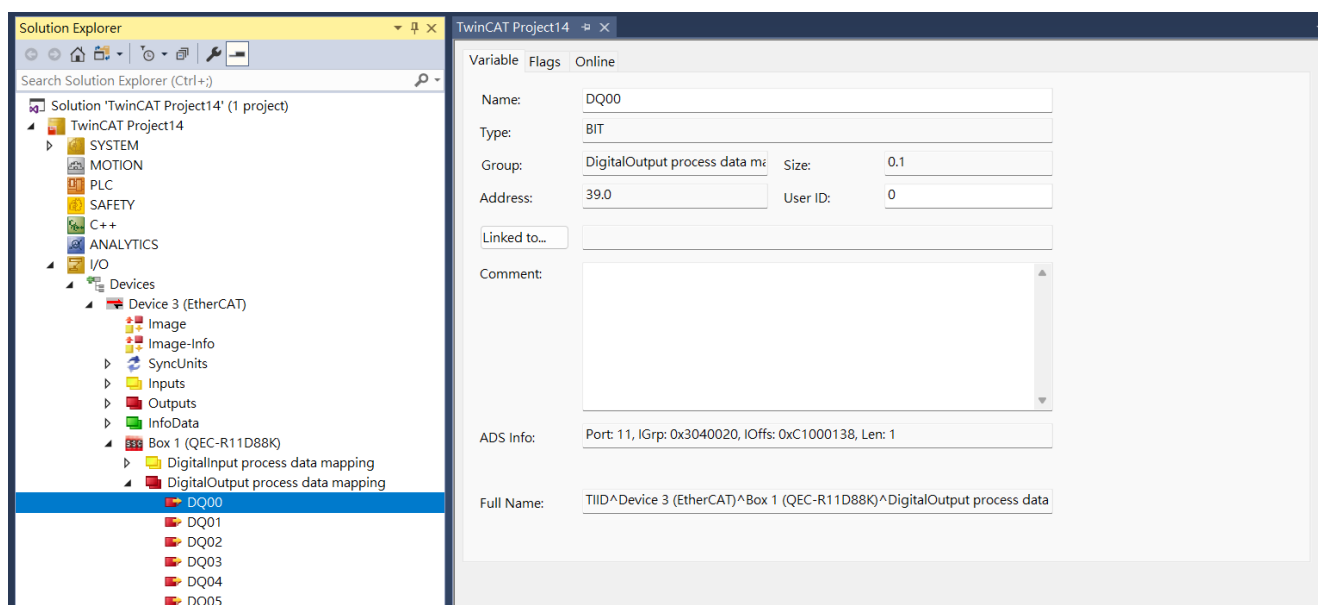 Solution Explorer
Search Solution Explorer (Ctrl+;)
Solution 'TwinCAT Project14' (1 project)
TwinCAT Project14
SYSTEM
MOTION
PLC
SAFETY
C++
ANALYTICS
I/O
Devices
Device 3 (EtherCAT)
Image
Image-Info
SyncUnits
Inputs
Outputs
InfoData
Box 1 (QEC-R11D88K)
DigitalInput process data mapping
DigitalOutput process data mapping
DQ00
DQ01
DQ02
DQ03
DQ04
DQ05
TwinCAT Project14
Variable Flags Online
Name: DQ00
Type: BIT
Group: DigitalOutput process data ma Size: 0.1
Address: 39.0 User ID: 0
Linked to...
Comment:
ADS Info: Port: 11, IGrp: 0x3040020, IOffs: 0xC1000138, Len: 1
Full Name: TIID^Device 3 (EtherCAT)^Box 1 (QEC-R11D88K)^DigitalOutput process data